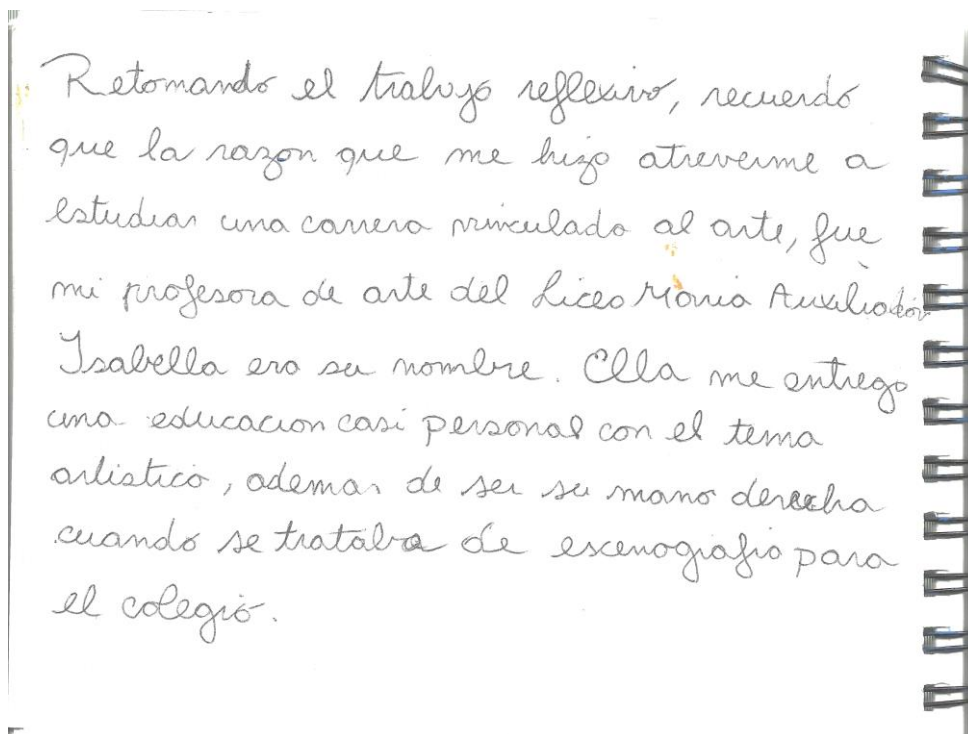 Retomando el trabajo reflexivo, recuerdo
que la razon que me hizo atreverme a
estudiar una carrera vinculado al arte, fue
mi profesora de arte del Liceo Maria Auxiliadora
Isabella era su nombre. Ella me entrego
una educacion casi personal con el tema
artistico, ademas de ser su mano derecha
cuando se trataba de escenografia para
el colegio.